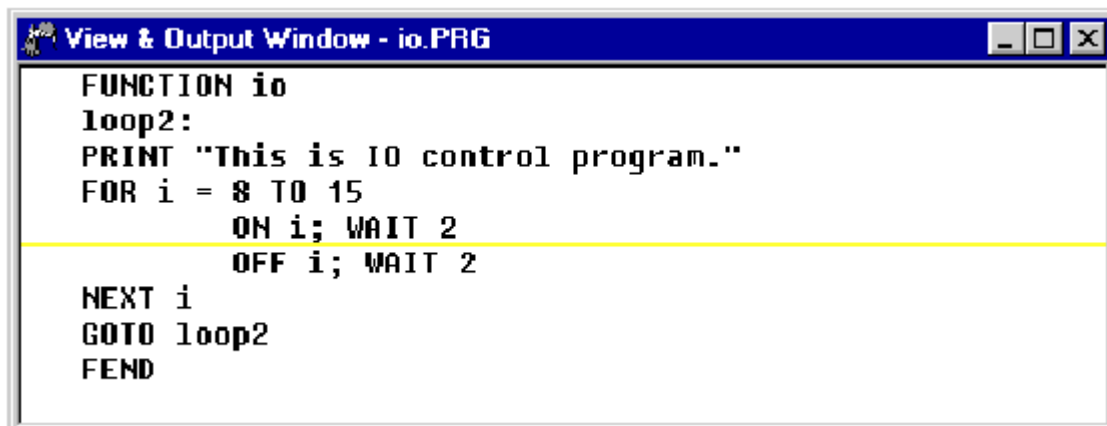 View & Output Window - io.PRG
FUNCTION io
loop2:
PRINT "This is IO control program."
FOR i = 8 TO 15
ON i; WAIT 2
OFF i; WAIT 2
NEXT i
GOTO loop2
FEND